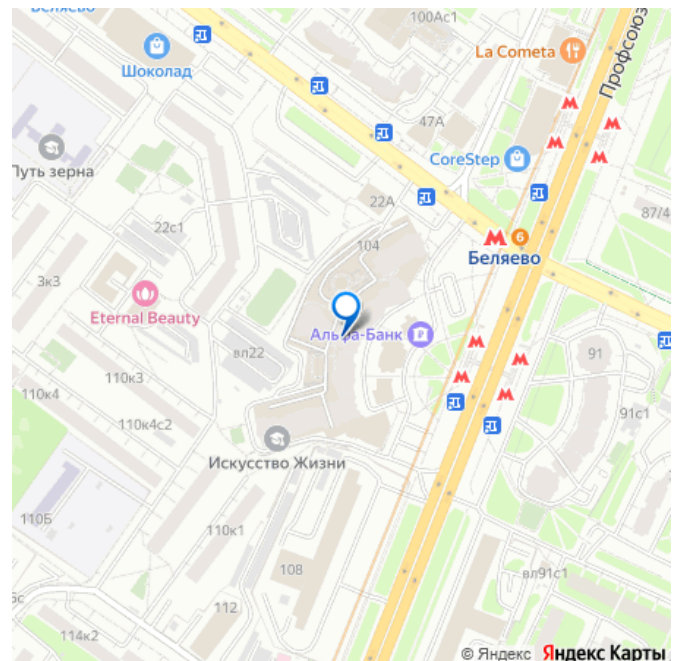 Беляево
100Ас1
La Cometa
Профсоюз
Шоколад
47А
CoreStep
Путь зерна
22А
87/4
22с1
104
6
Беляево
3к3
Eternal Beauty
Альфа-Банк
вл22
91
110к3
110к4
91с1
110к4с2
Искусство Жизни
110Б
110к1
108
вл91с1
112
114к2
© Яндекс Яндекс Карты